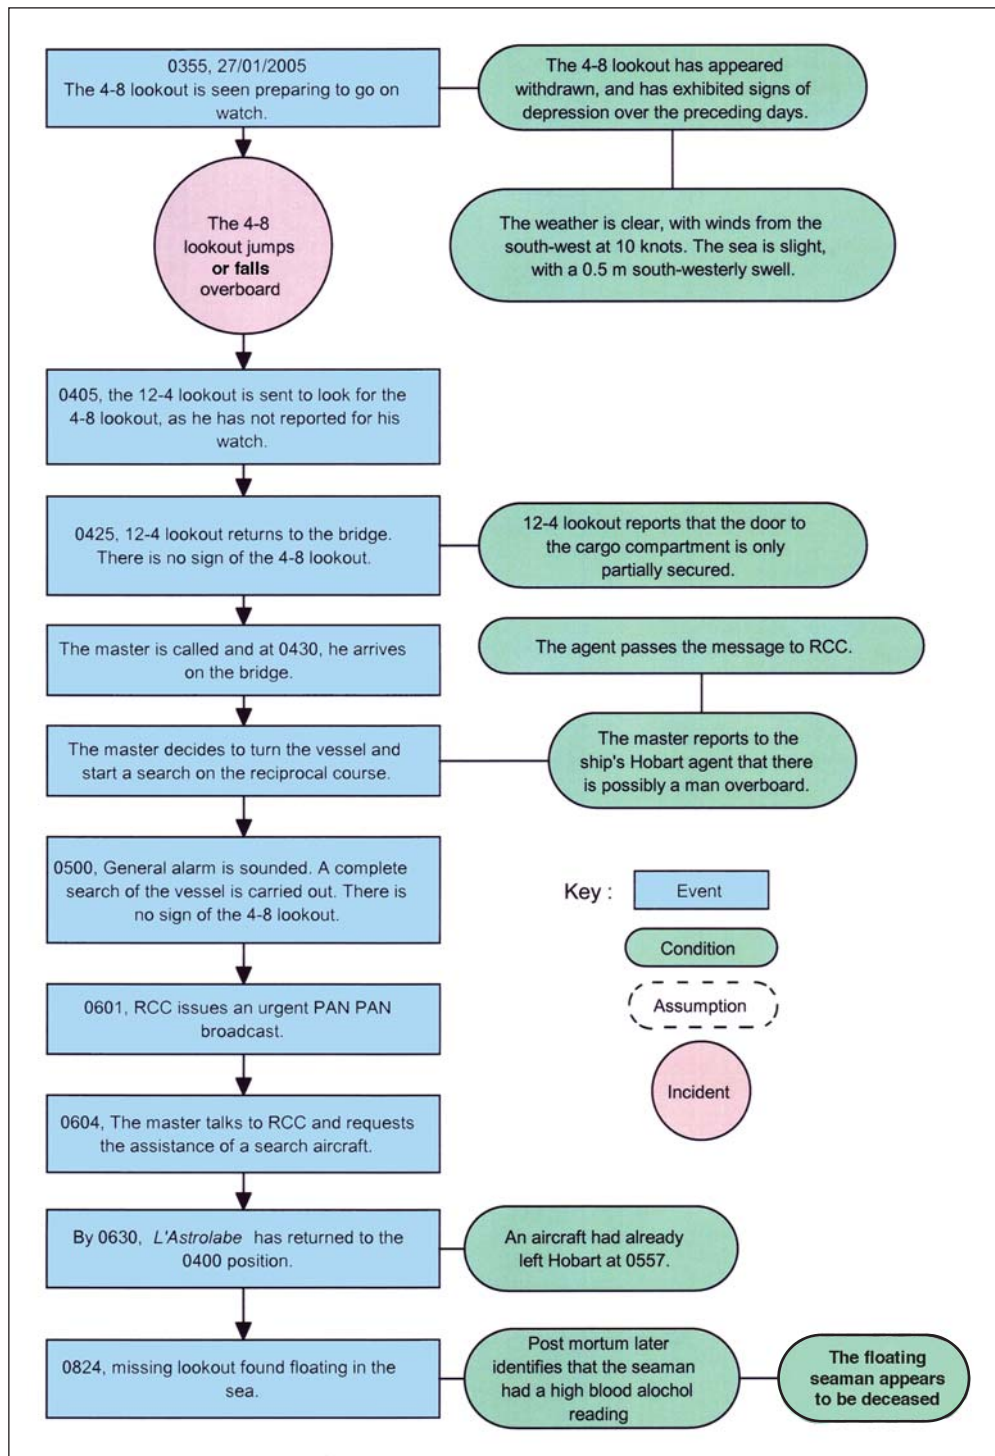 0355, 27/01/2005
The 4-8 lookout is seen preparing to go on
watch.
The 4-8 lookout has appeared
withdrawn, and has exhibited signs of
depression over the preceding days.
The weather is clear, with winds from the
south-west at 10 knots. The sea is slight,
with a 0.5 m south-westerly swell.
The 4-8
lookout jumps
or falls
overboard
0405, the 12-4 lookout is sent to look for the
4-8 lookout, as he has not reported for his
watch.
0425, 12-4 lookout returns to the bridge.
There is no sign of the 4-8 lookout.
12-4 lookout reports that the door to
the cargo compartment is only
partially secured.
The master is called and at 0430, he arrives
on the bridge.
The agent passes the message to RCC.
The master decides to turn the vessel and
start a search on the reciprocal course.
The master reports to the
ship's Hobart agent that there
is possibly a man overboard.
0500, General alarm is sounded. A complete
search of the vessel is carried out. There is
no sign of the 4-8 lookout.
Key :
Event
Condition
Assumption
Incident
0601, RCC issues an urgent PAN PAN
broadcast.
0604, The master talks to RCC and requests
the assistance of a search aircraft.
By 0630, L'Astrolabe has returned to the
0400 position.
An aircraft had already
left Hobart at 0557.
0824, missing lookout found floating in the
sea.
Post mortum later
identifies that the seaman
had a high blood alochol
reading
The floating
seaman appears
to be deceased